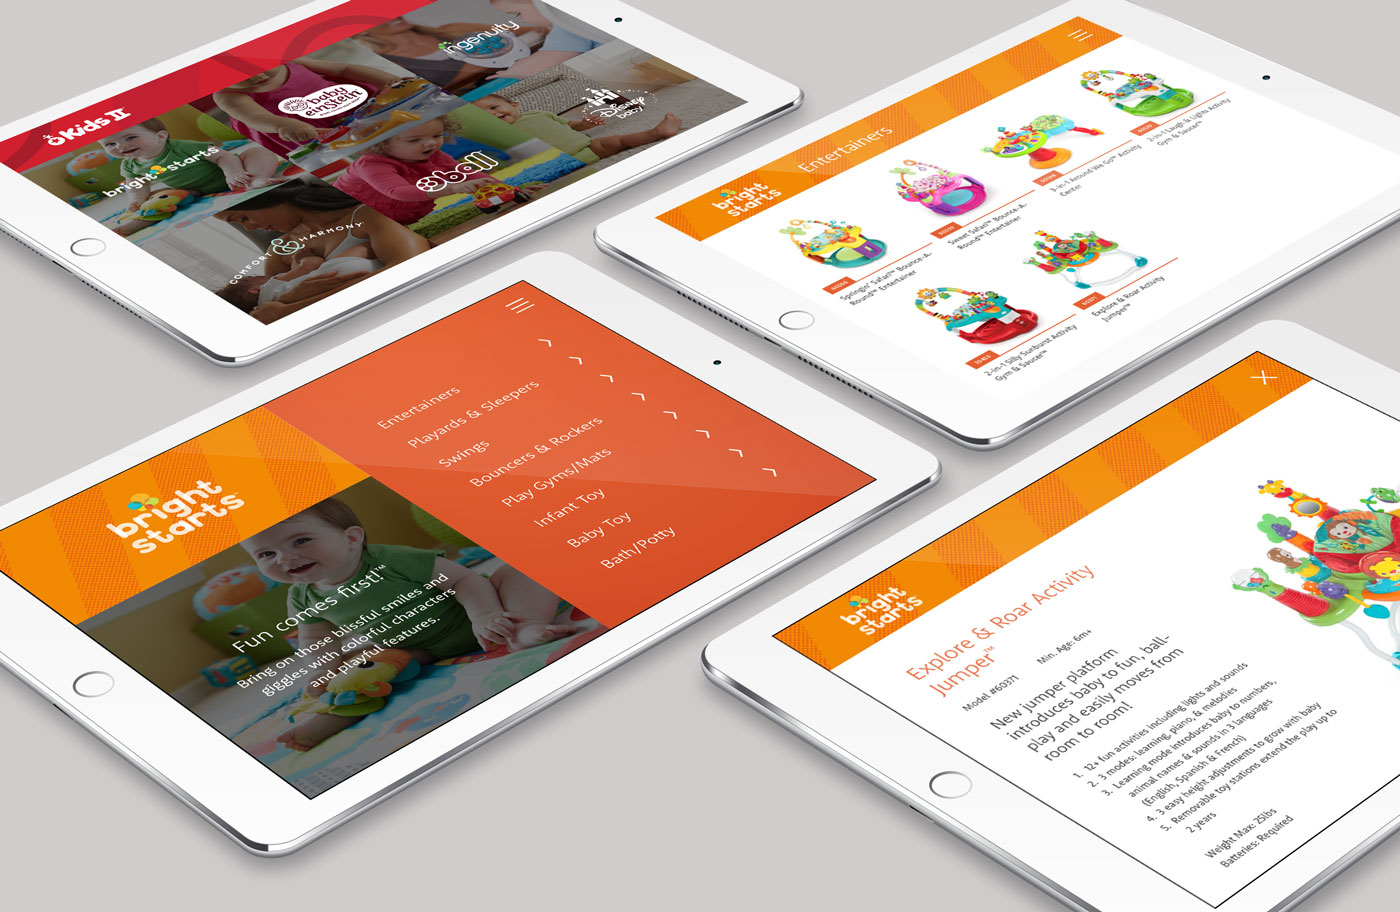 Kids II
bright starts
baby
einstein
ingenuity
Oball
Disney
baby
COMFORT & HARMONY
bright
starts
Entertainers
60356
Springin' Safari™ Bounce-A-
Round™ Entertainer
Sweet Safari™ Bounce-A-
Round™ Entertainer
3-in-1 Around We Go™ Activity
Center
2-in-1 Laugh & Lights Activity
Gym & Saucer™
2-in-1 Silly Sunburst Activity
Gym & Saucer™
60371
Explore & Roar Activity
Jumper™
bright
starts
Fun comes first!™
Bring on those blissful smiles and
giggles with colorful characters
and playful features.
Entertainers
Playards & Sleepers
Swings
Bouncers & Rockers
Play Gyms/Mats
Infant Toy
Baby Toy
Bath/Potty
bright
starts
Explore & Roar Activity
Jumper™
Model #60371
Min. Age: 6m+
New jumper platform
introduces baby to fun, ball-
play and easily moves from
room to room!
1. 12+ fun activities including lights and sounds
2. 3 modes: learning, piano, & melodies
3. Learning mode introduces baby to numbers,
animal names & sounds in 3 languages
(English, Spanish & French)
4. 3 easy height adjustments to grow with baby
5. Removable toy stations extend the play up to
2 years
Weight Max: 25lbs
Batteries: Required